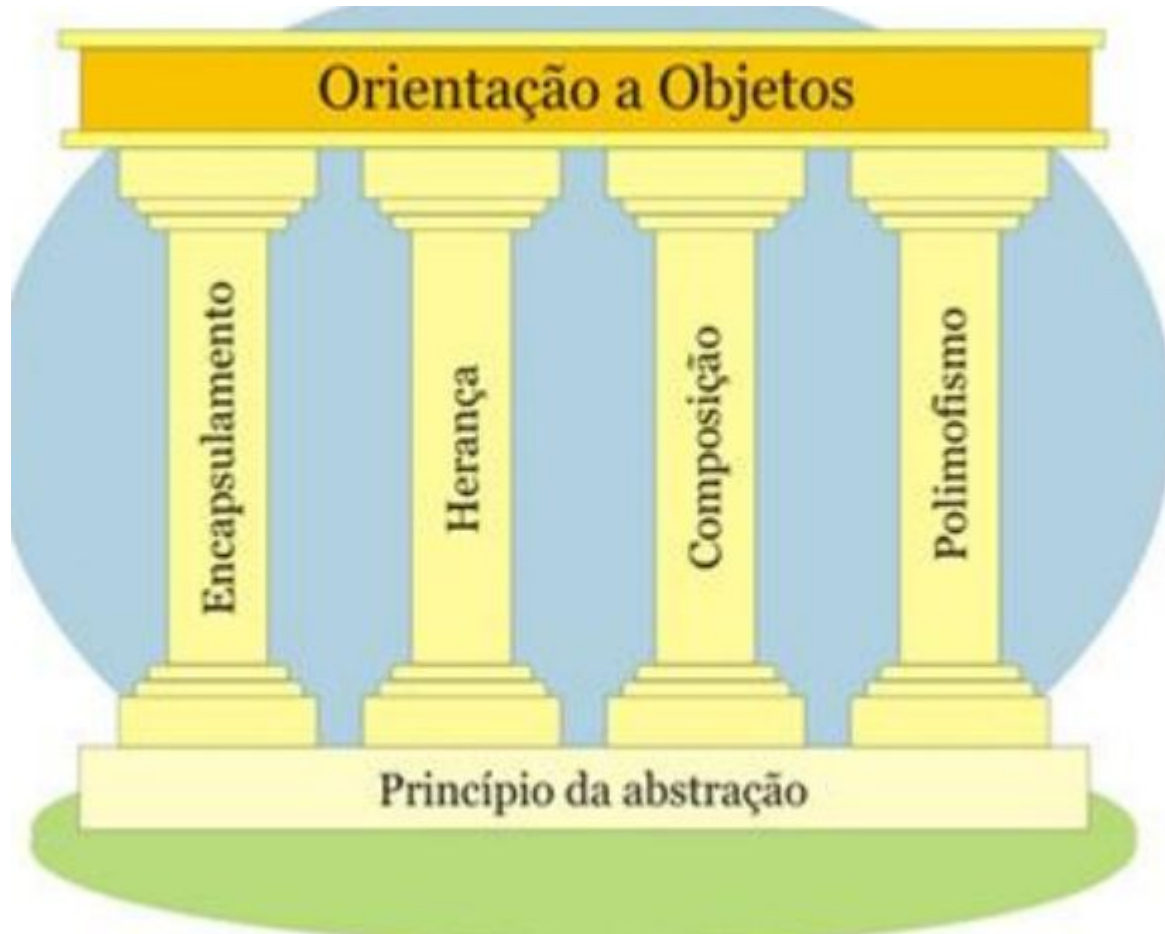 Orientação a Objetos
Encapsulamento
Herança
Composição
Polimofismo
Princípio da abstração